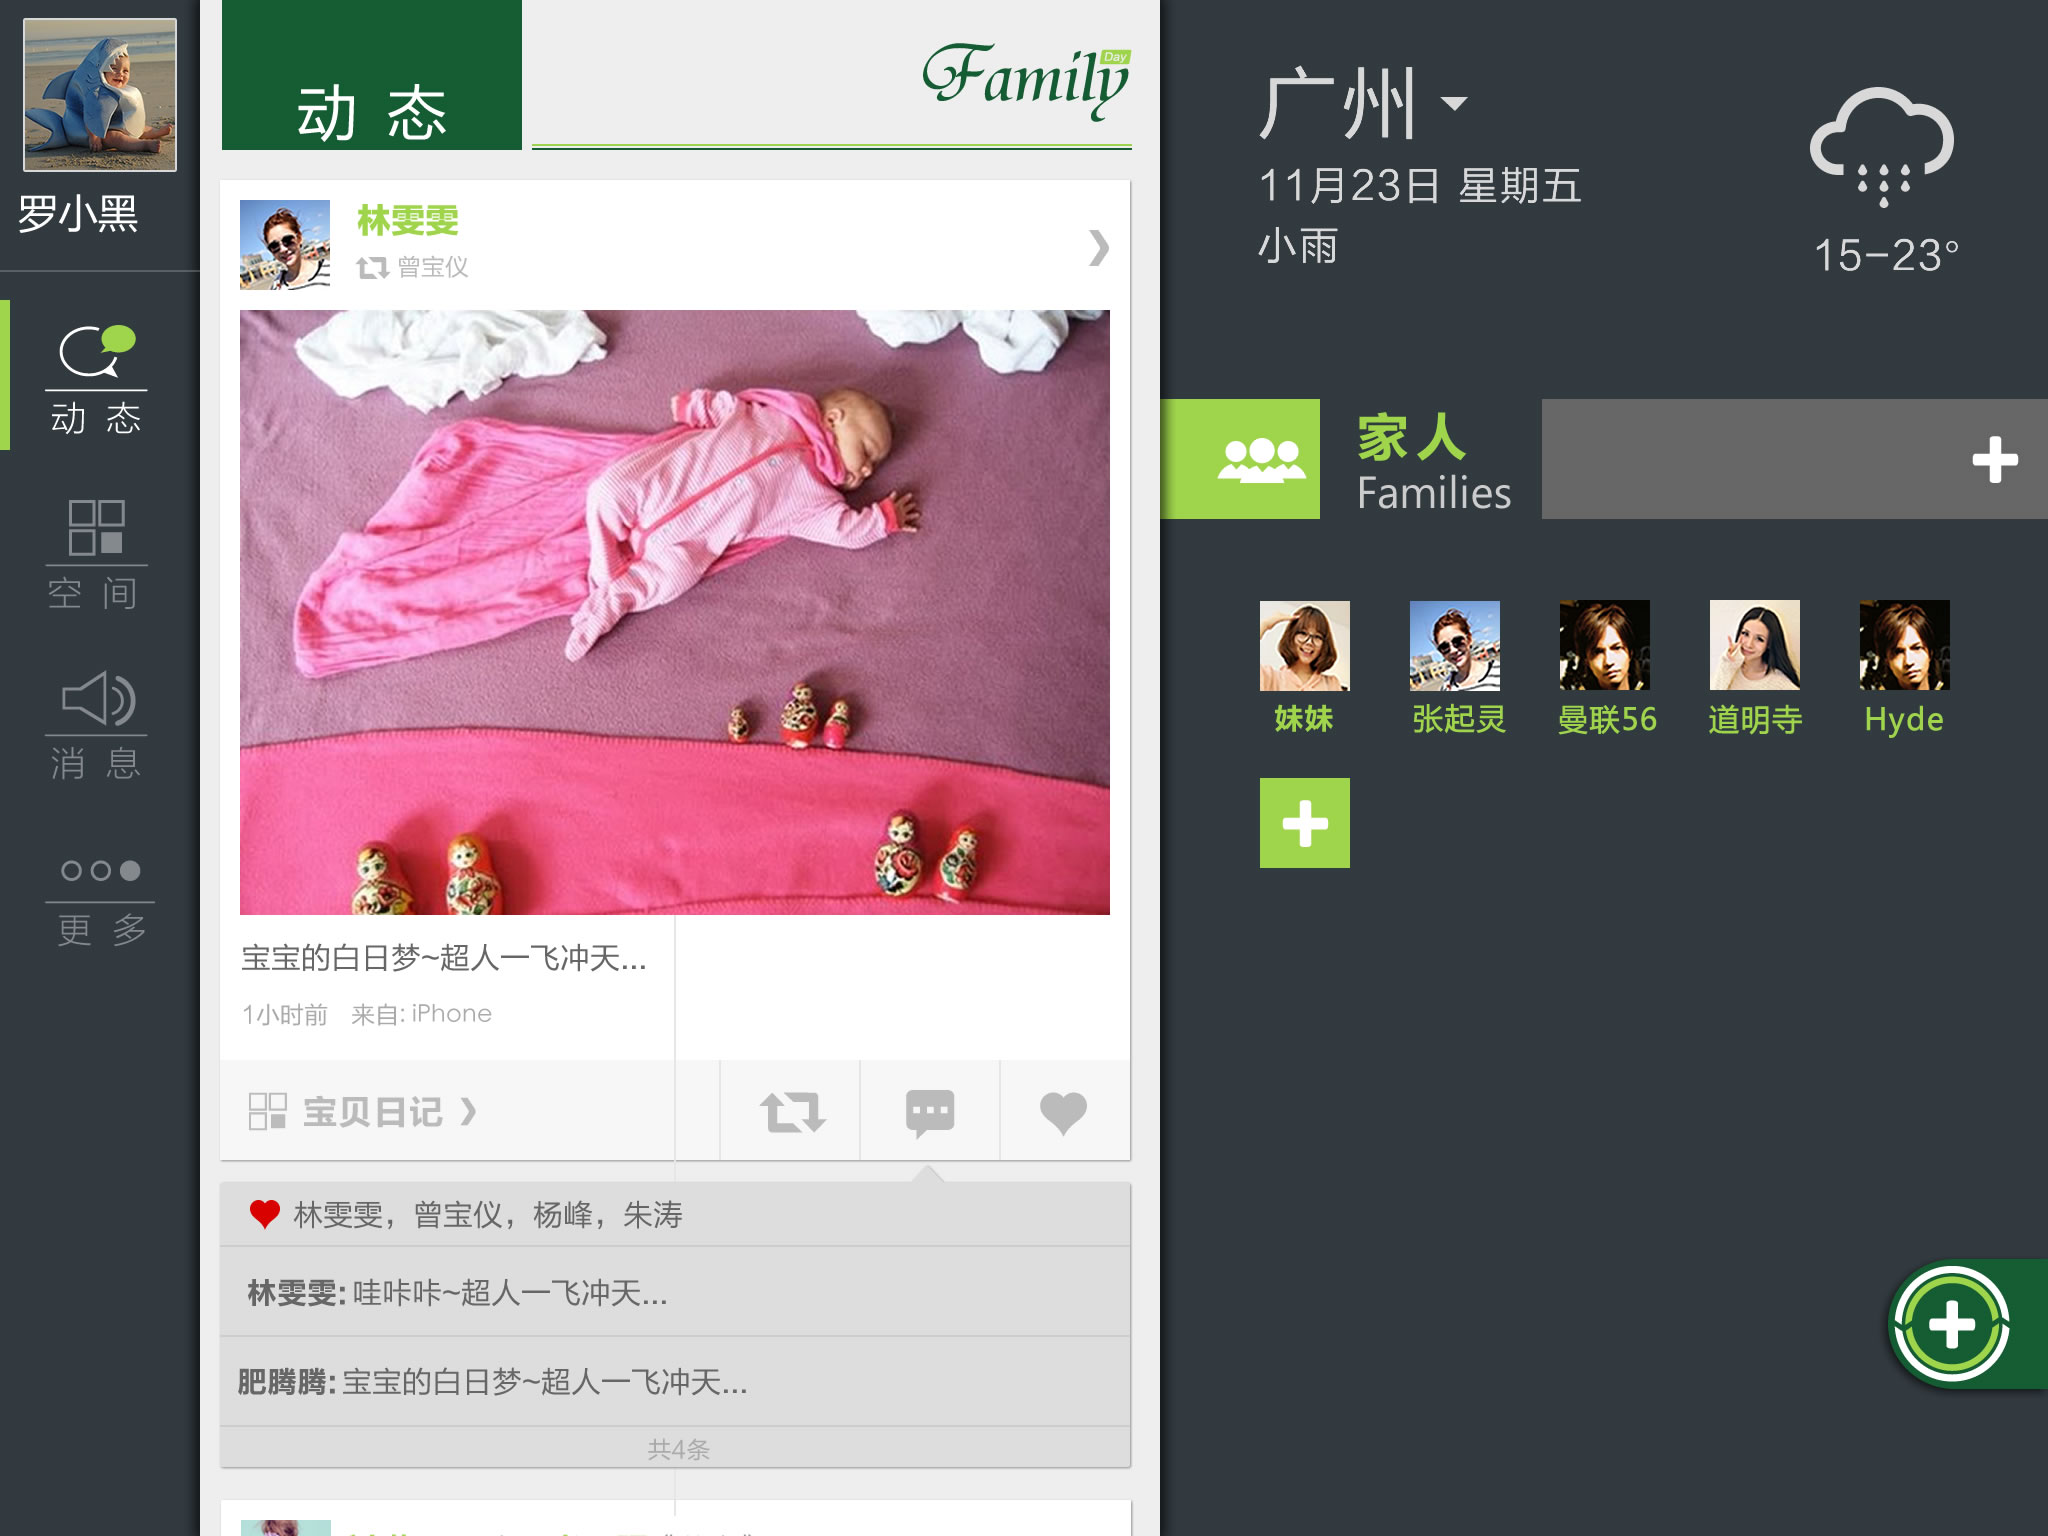 罗小黑
动 态
空 间
消 息
更 多
动 态
Family
Day
林雯雯
曾宝仪
宝宝的白日梦~超人一飞冲天...
1小时前 来自: iPhone
宝贝日记
林雯雯，曾宝仪，杨峰，朱涛
林雯雯: 哇咔咔~超人一飞冲天...
肥腾腾: 宝宝的白日梦~超人一飞冲天...
共4条
广州
11月23日 星期五
小雨
15-23°
家人
Families
妹妹
张起灵
曼联56
道明寺
Hyde